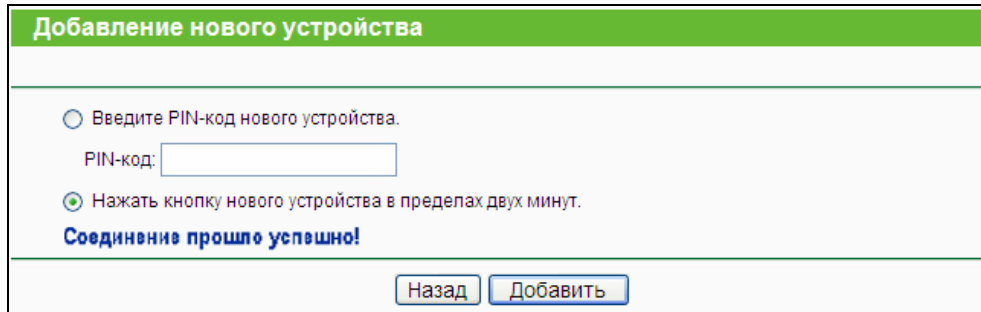 Добавление нового устройства
Введите PIN-код нового устройства.
PIN-код:
Нажать кнопку нового устройства в пределах двух минут.
Соединение прошло успешно!
Назад Добавить